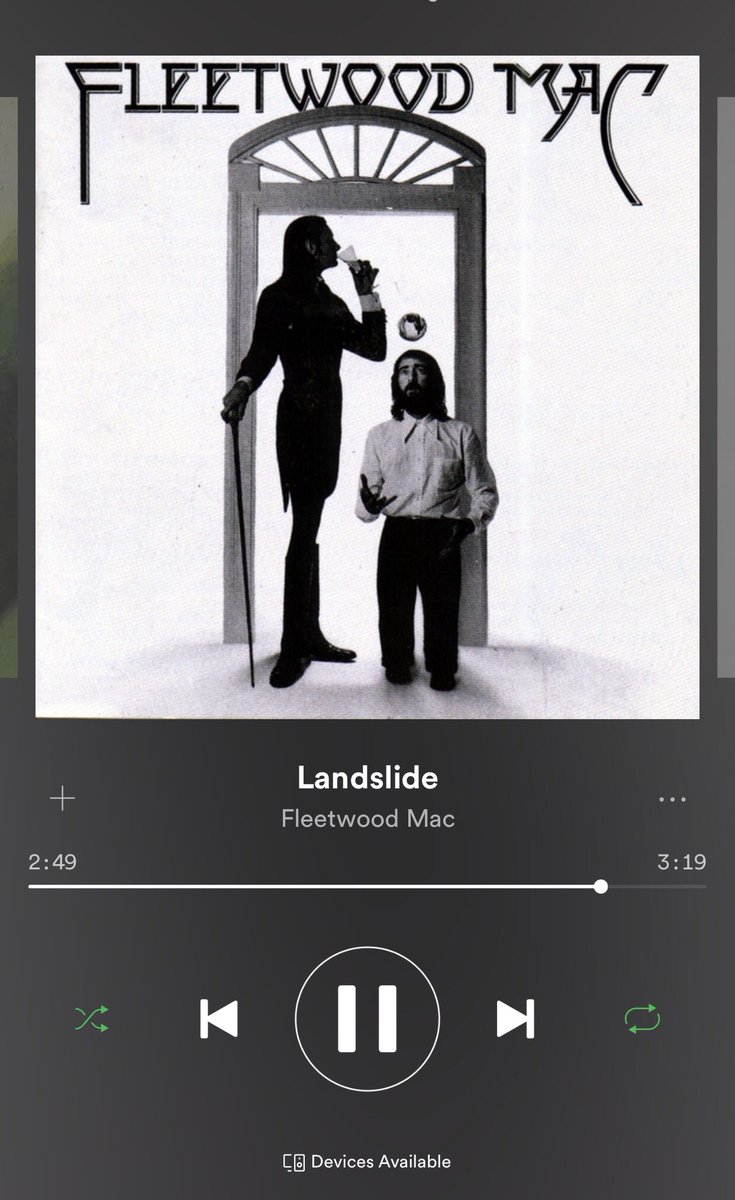 FLEETWOOD MAC
Landslide
Fleetwood Mac
2:49 3:19
Devices Available